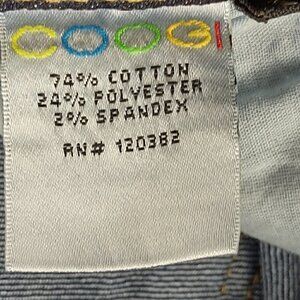 COOGI
74% COTTON
24% POLYESTER
2% SPANDEX
RN# 120382